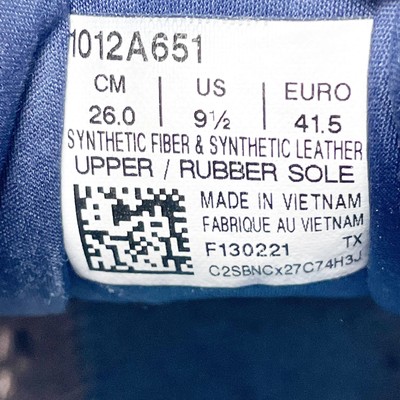 1012A651
CM | US | EURO
26.0 | 9½ | 41.5
SYNTHETIC FIBER & SYNTHETIC LEATHER
UPPER / RUBBER SOLE
MADE IN VIETNAM
FABRIQUE AU VIETNAM
F130221 TX
C2SBNCx27C74H3J